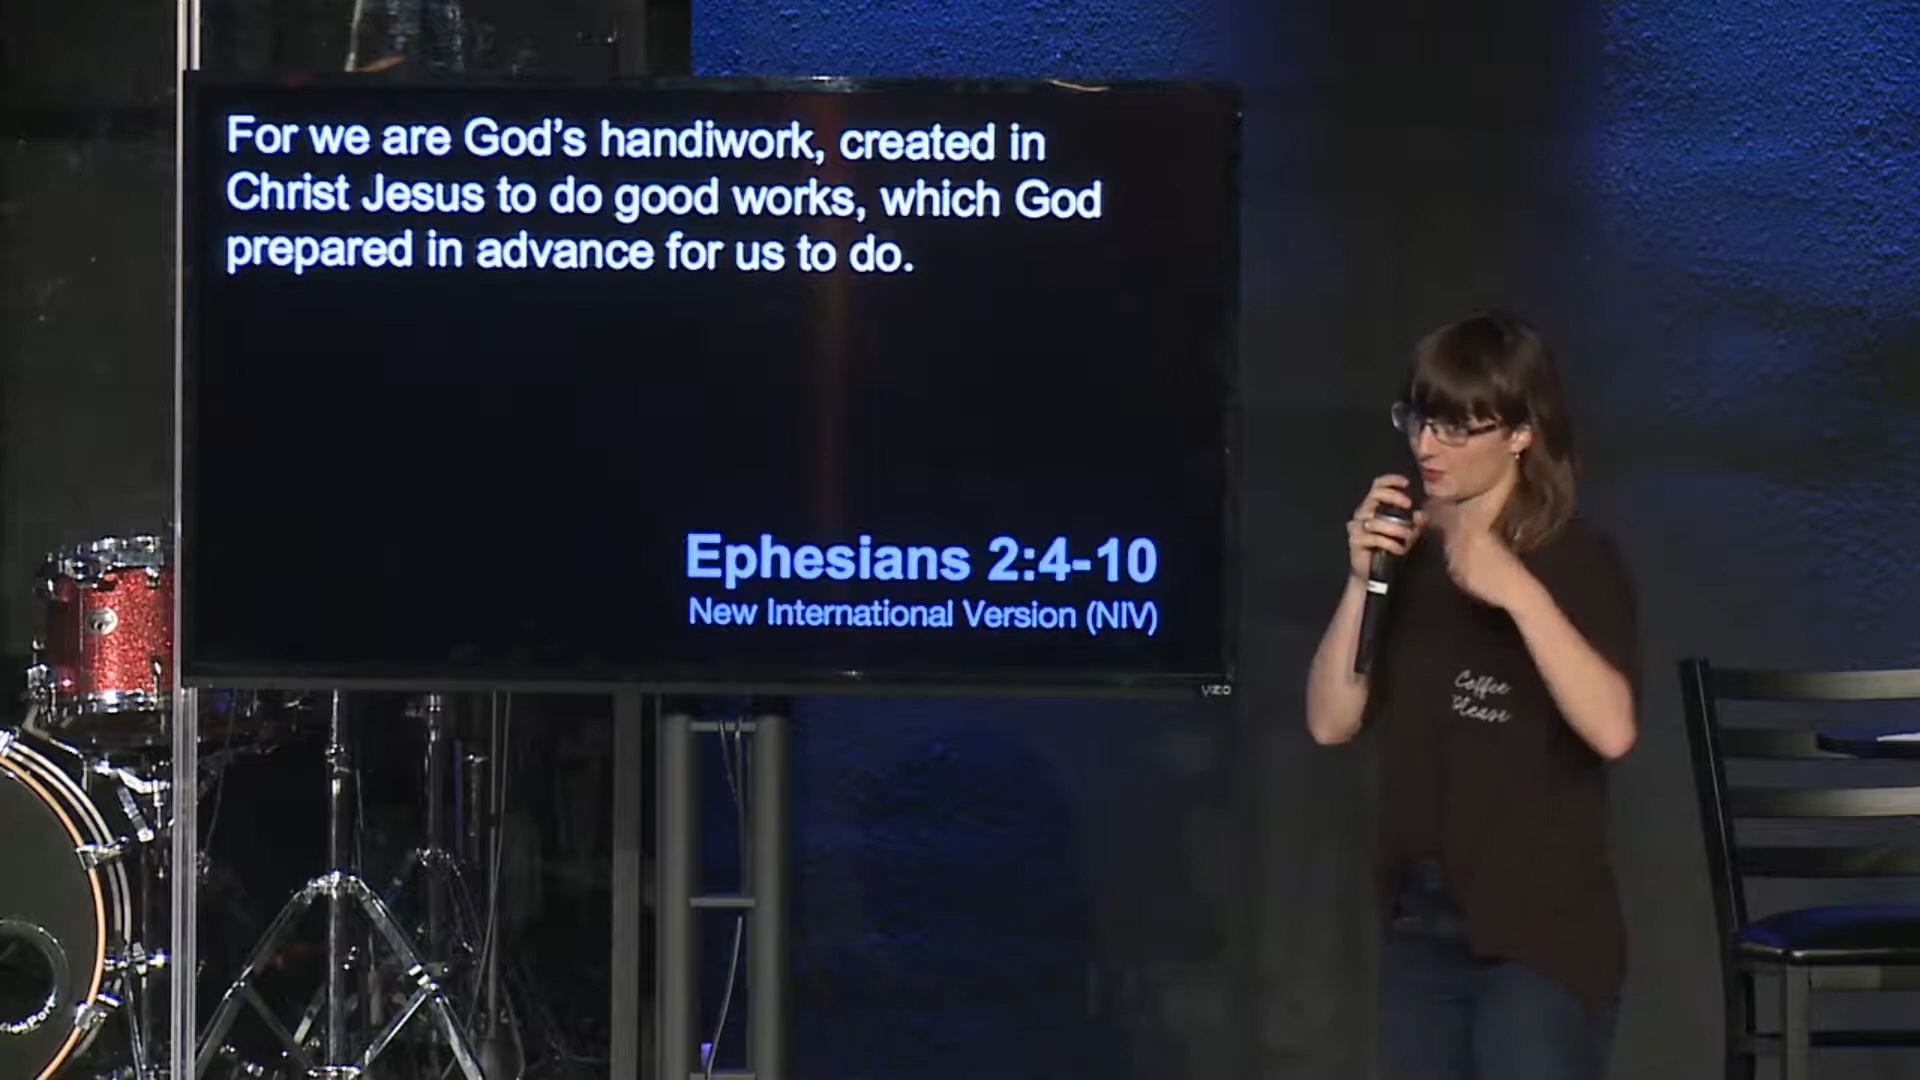 For we are God’s handiwork, created in
Christ Jesus to do good works, which God
prepared in advance for us to do.
Ephesians 2:4-10
New International Version (NIV)
VIZIO
Coffee
Please